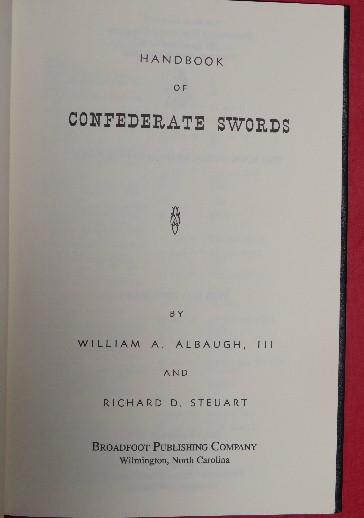 HANDBOOK
OF
CONFEDERATE SWORDS
BY
WILLIAM A. ALBAUGH, III
AND
RICHARD D. STEUART
BROADFOOT PUBLISHING COMPANY
Wilmington, North Carolina